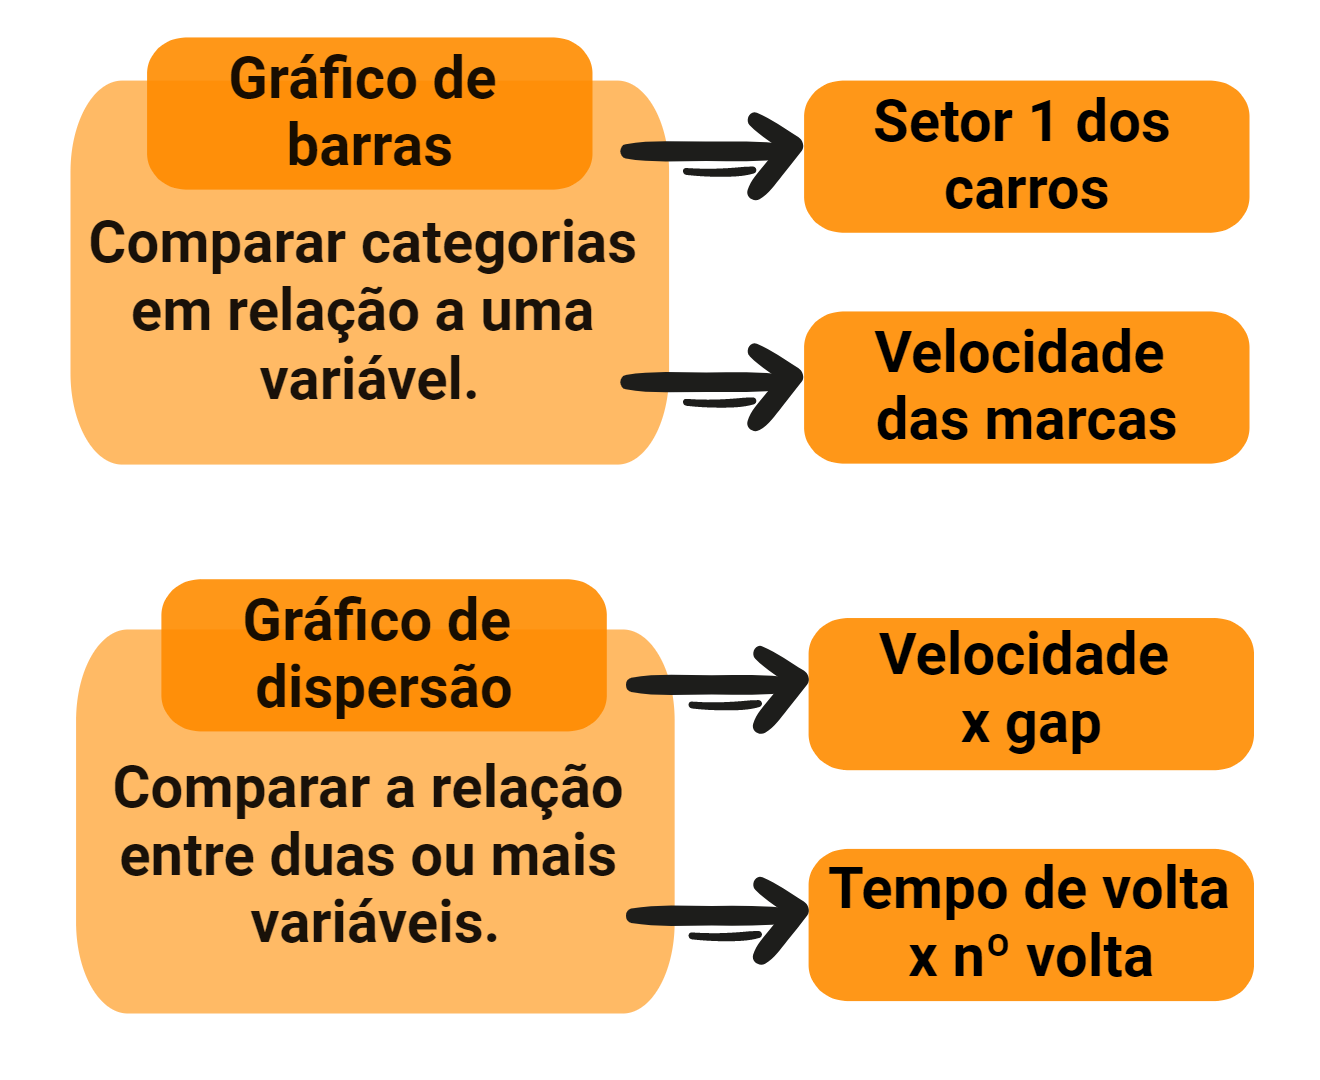 Gráfico de
barras
Comparar categorias
em relação a uma
variável.
Setor 1 dos
carros
Velocidade
das marcas
Gráfico de
dispersão
Comparar a relação
entre duas ou mais
variáveis.
Velocidade
x gap
Tempo de volta
x nº volta